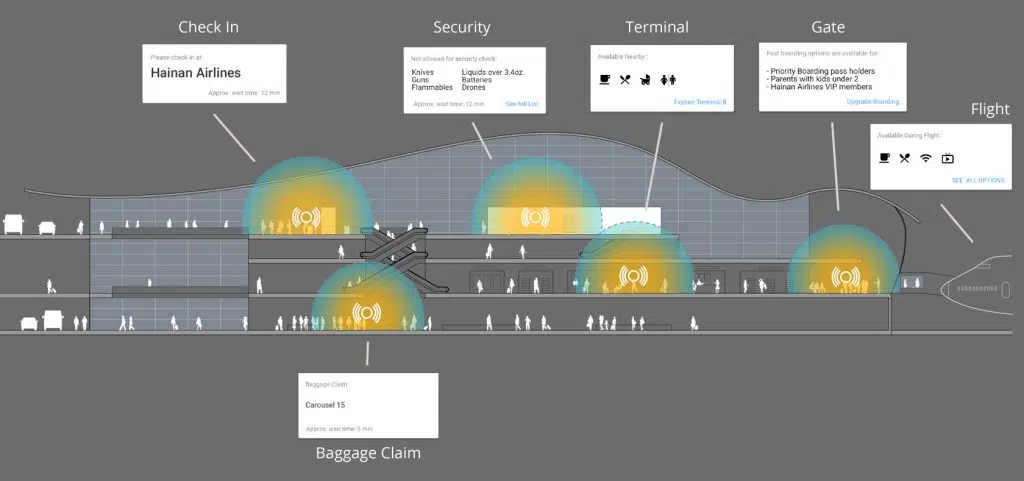 Check In
Please check in at:
Hainan Airlines
Approx. wait time: 12 min
Security
Not allowed for security check:
Knives Liquids over 3.4oz.
Guns Batteries
Flammables Drones
Approx. wait time: 12 min See full List
Terminal
Available Nearby :
Explore Terminal B
Gate
Fast boarding options are available for:
- Priority Boarding pass holders
- Parents with kids under 2
- Hainan Airlines VIP members
Upgrade Boarding
Flight
Available During Flight :
SEE ALL OPTIONS
Baggage Claim
Carousel 15
Approx. wait time: 5 min
Baggage Claim